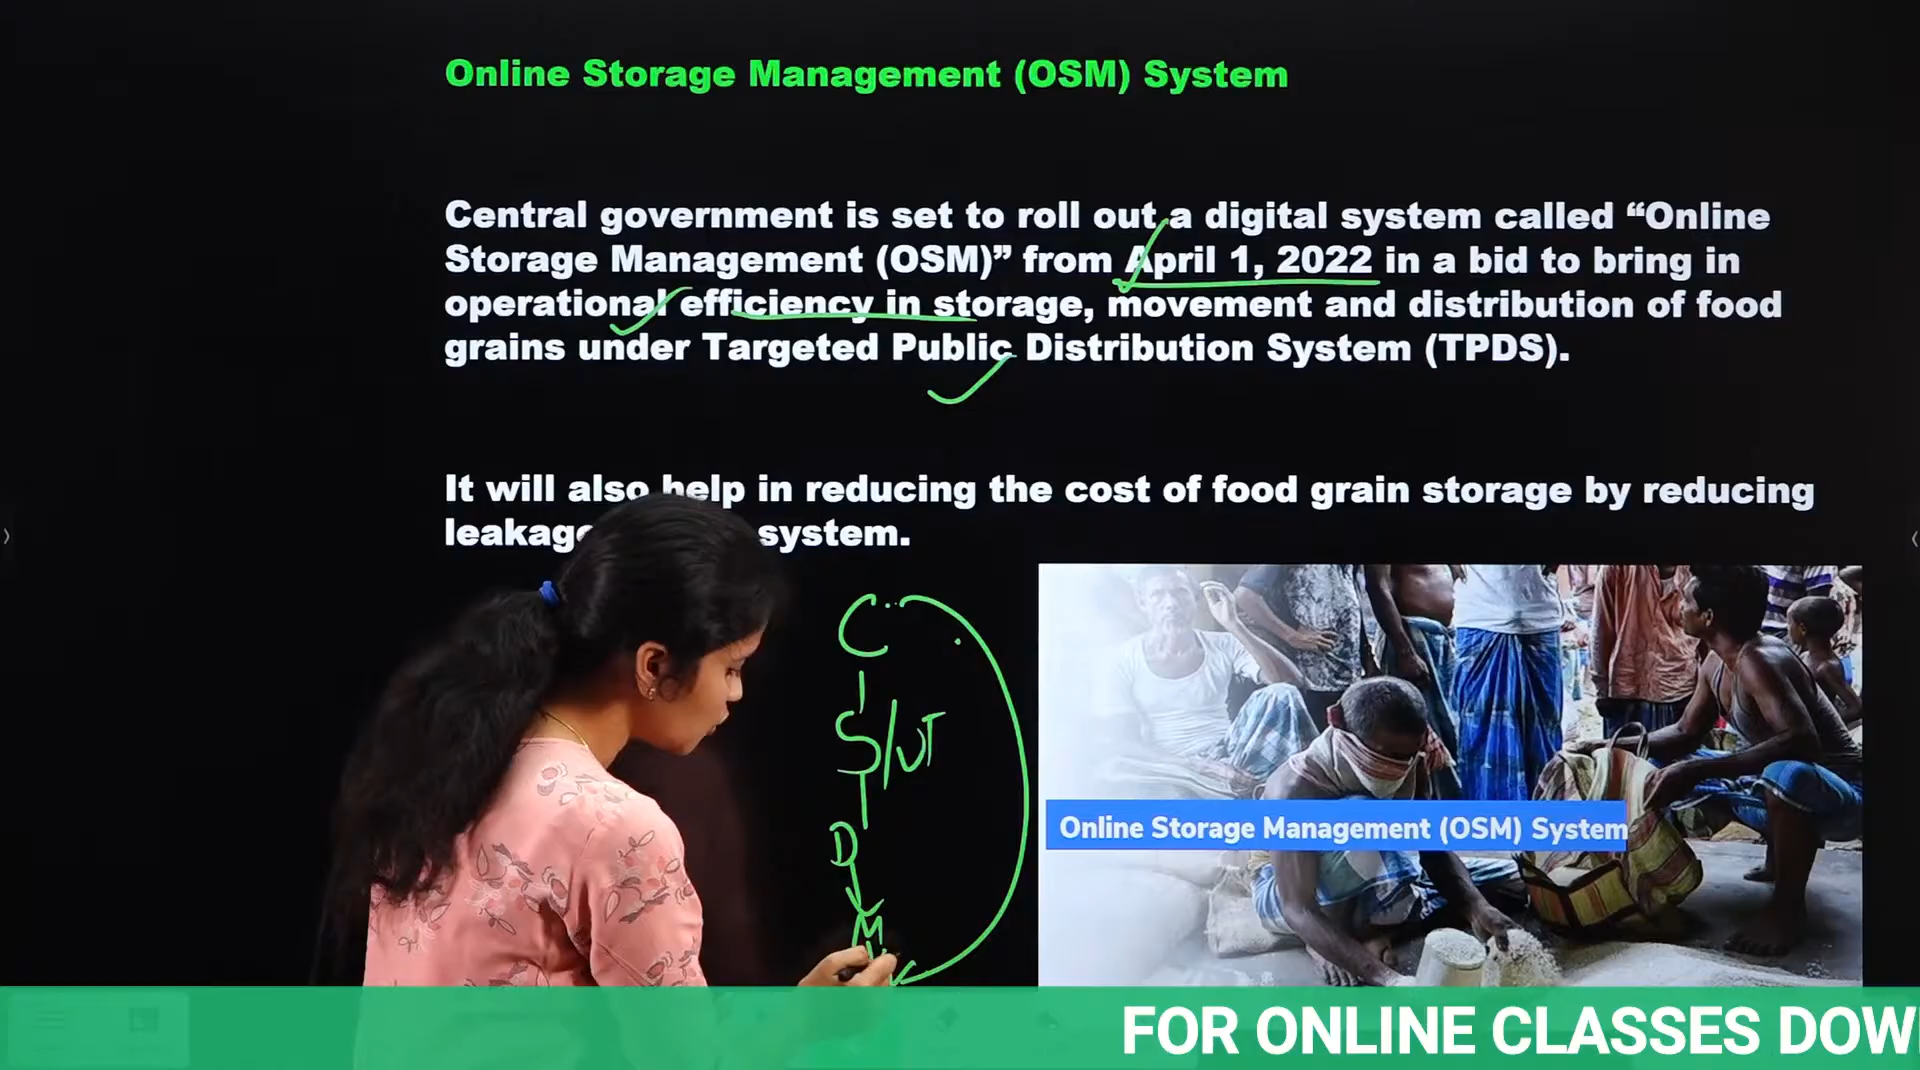 Online Storage Management (OSM) System
Central government is set to roll out a digital system called “Online
Storage Management (OSM)” from April 1, 2022 in a bid to bring in
operational efficiency in storage, movement and distribution of food
grains under Targeted Public Distribution System (TPDS).
It will also help in reducing the cost of food grain storage by reducing
system.
C
S/UT
D
M
Online Storage Management (OSM) System
FOR ONLINE CLASSES